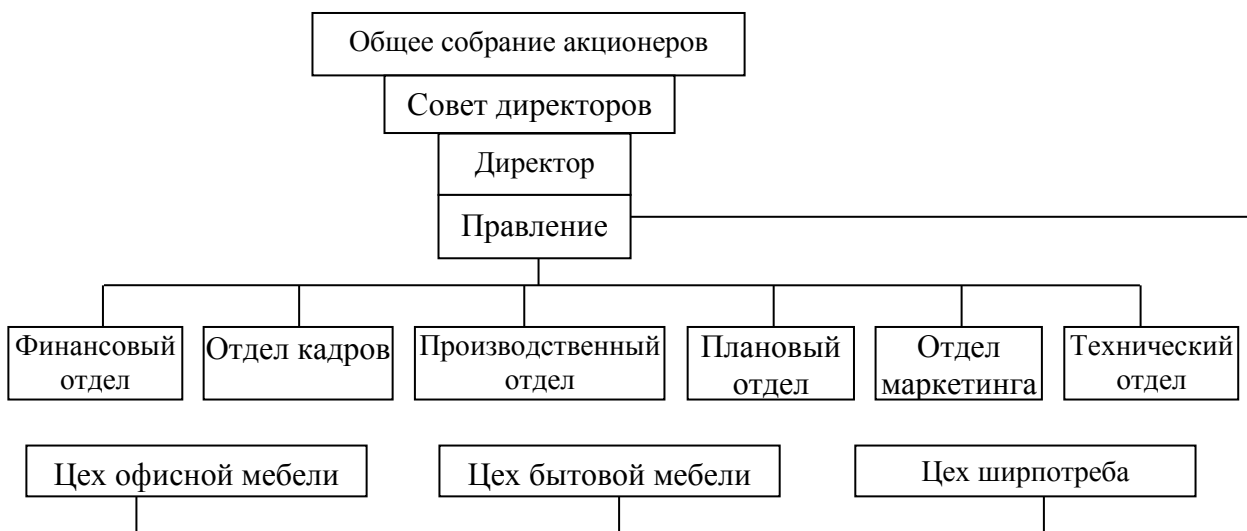 Общее собрание акционеров
Совет директоров
Директор
Правление
Финансовый
отдел
Отдел кадров
Производственный
отдел
Плановый
отдел
Отдел
маркетинга
Технический
отдел
Цех офисной мебели
Цех бытовой мебели
Цех ширпотреба